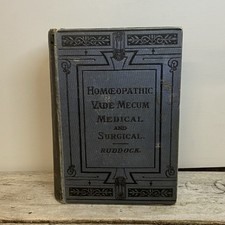 HOMŒOPATHIC
VADE MECUM
MEDICAL
AND
SURGICAL
RUDDOCK.